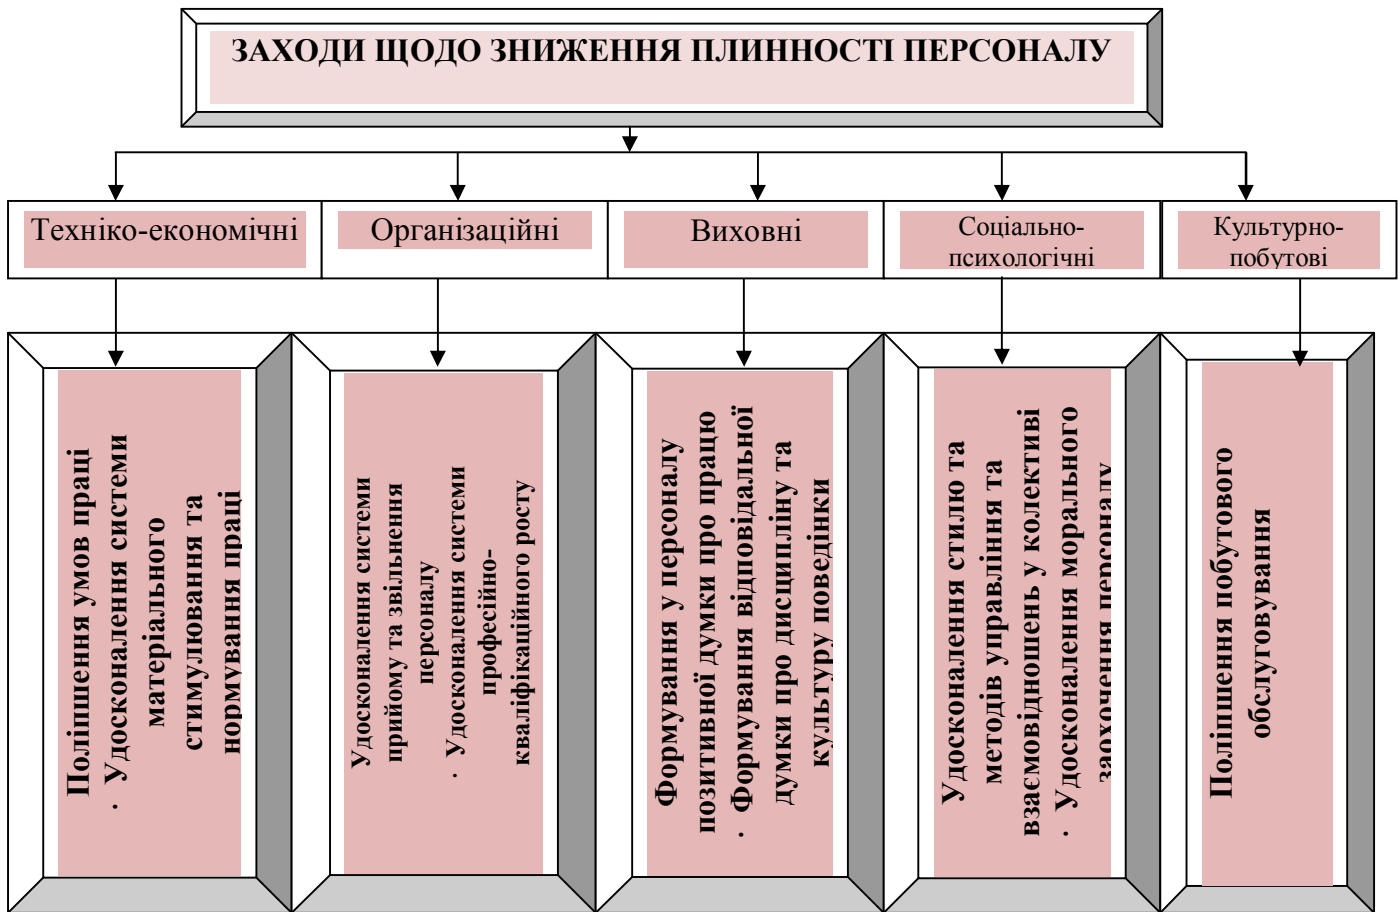 ЗАХОДИ ЩОДО ЗНИЖЕННЯ ПЛИННОСТІ ПЕРСОНАЛУ
Техніко-економічні
Організаційні
Виховні
Соціально-
психологічні
Культурно-
побутові
Поліпшення умов праці
· Удосконалення системи
матеріального
стимулювання та
нормування праці
Удосконалення системи
прийому та звільнення
персоналу
· Удосконалення системи
професійно-
кваліфікаційного росту
Формування у персоналу
позитивної думки про працю
· Формування відповідальної
думки про дисципліну та
культуру поведінки
Удосконалення стилю та
методів управління та
взаємовідношень у колективі
· Удосконалення морального
заохочення персоналу
Поліпшення побутового
обслуговування